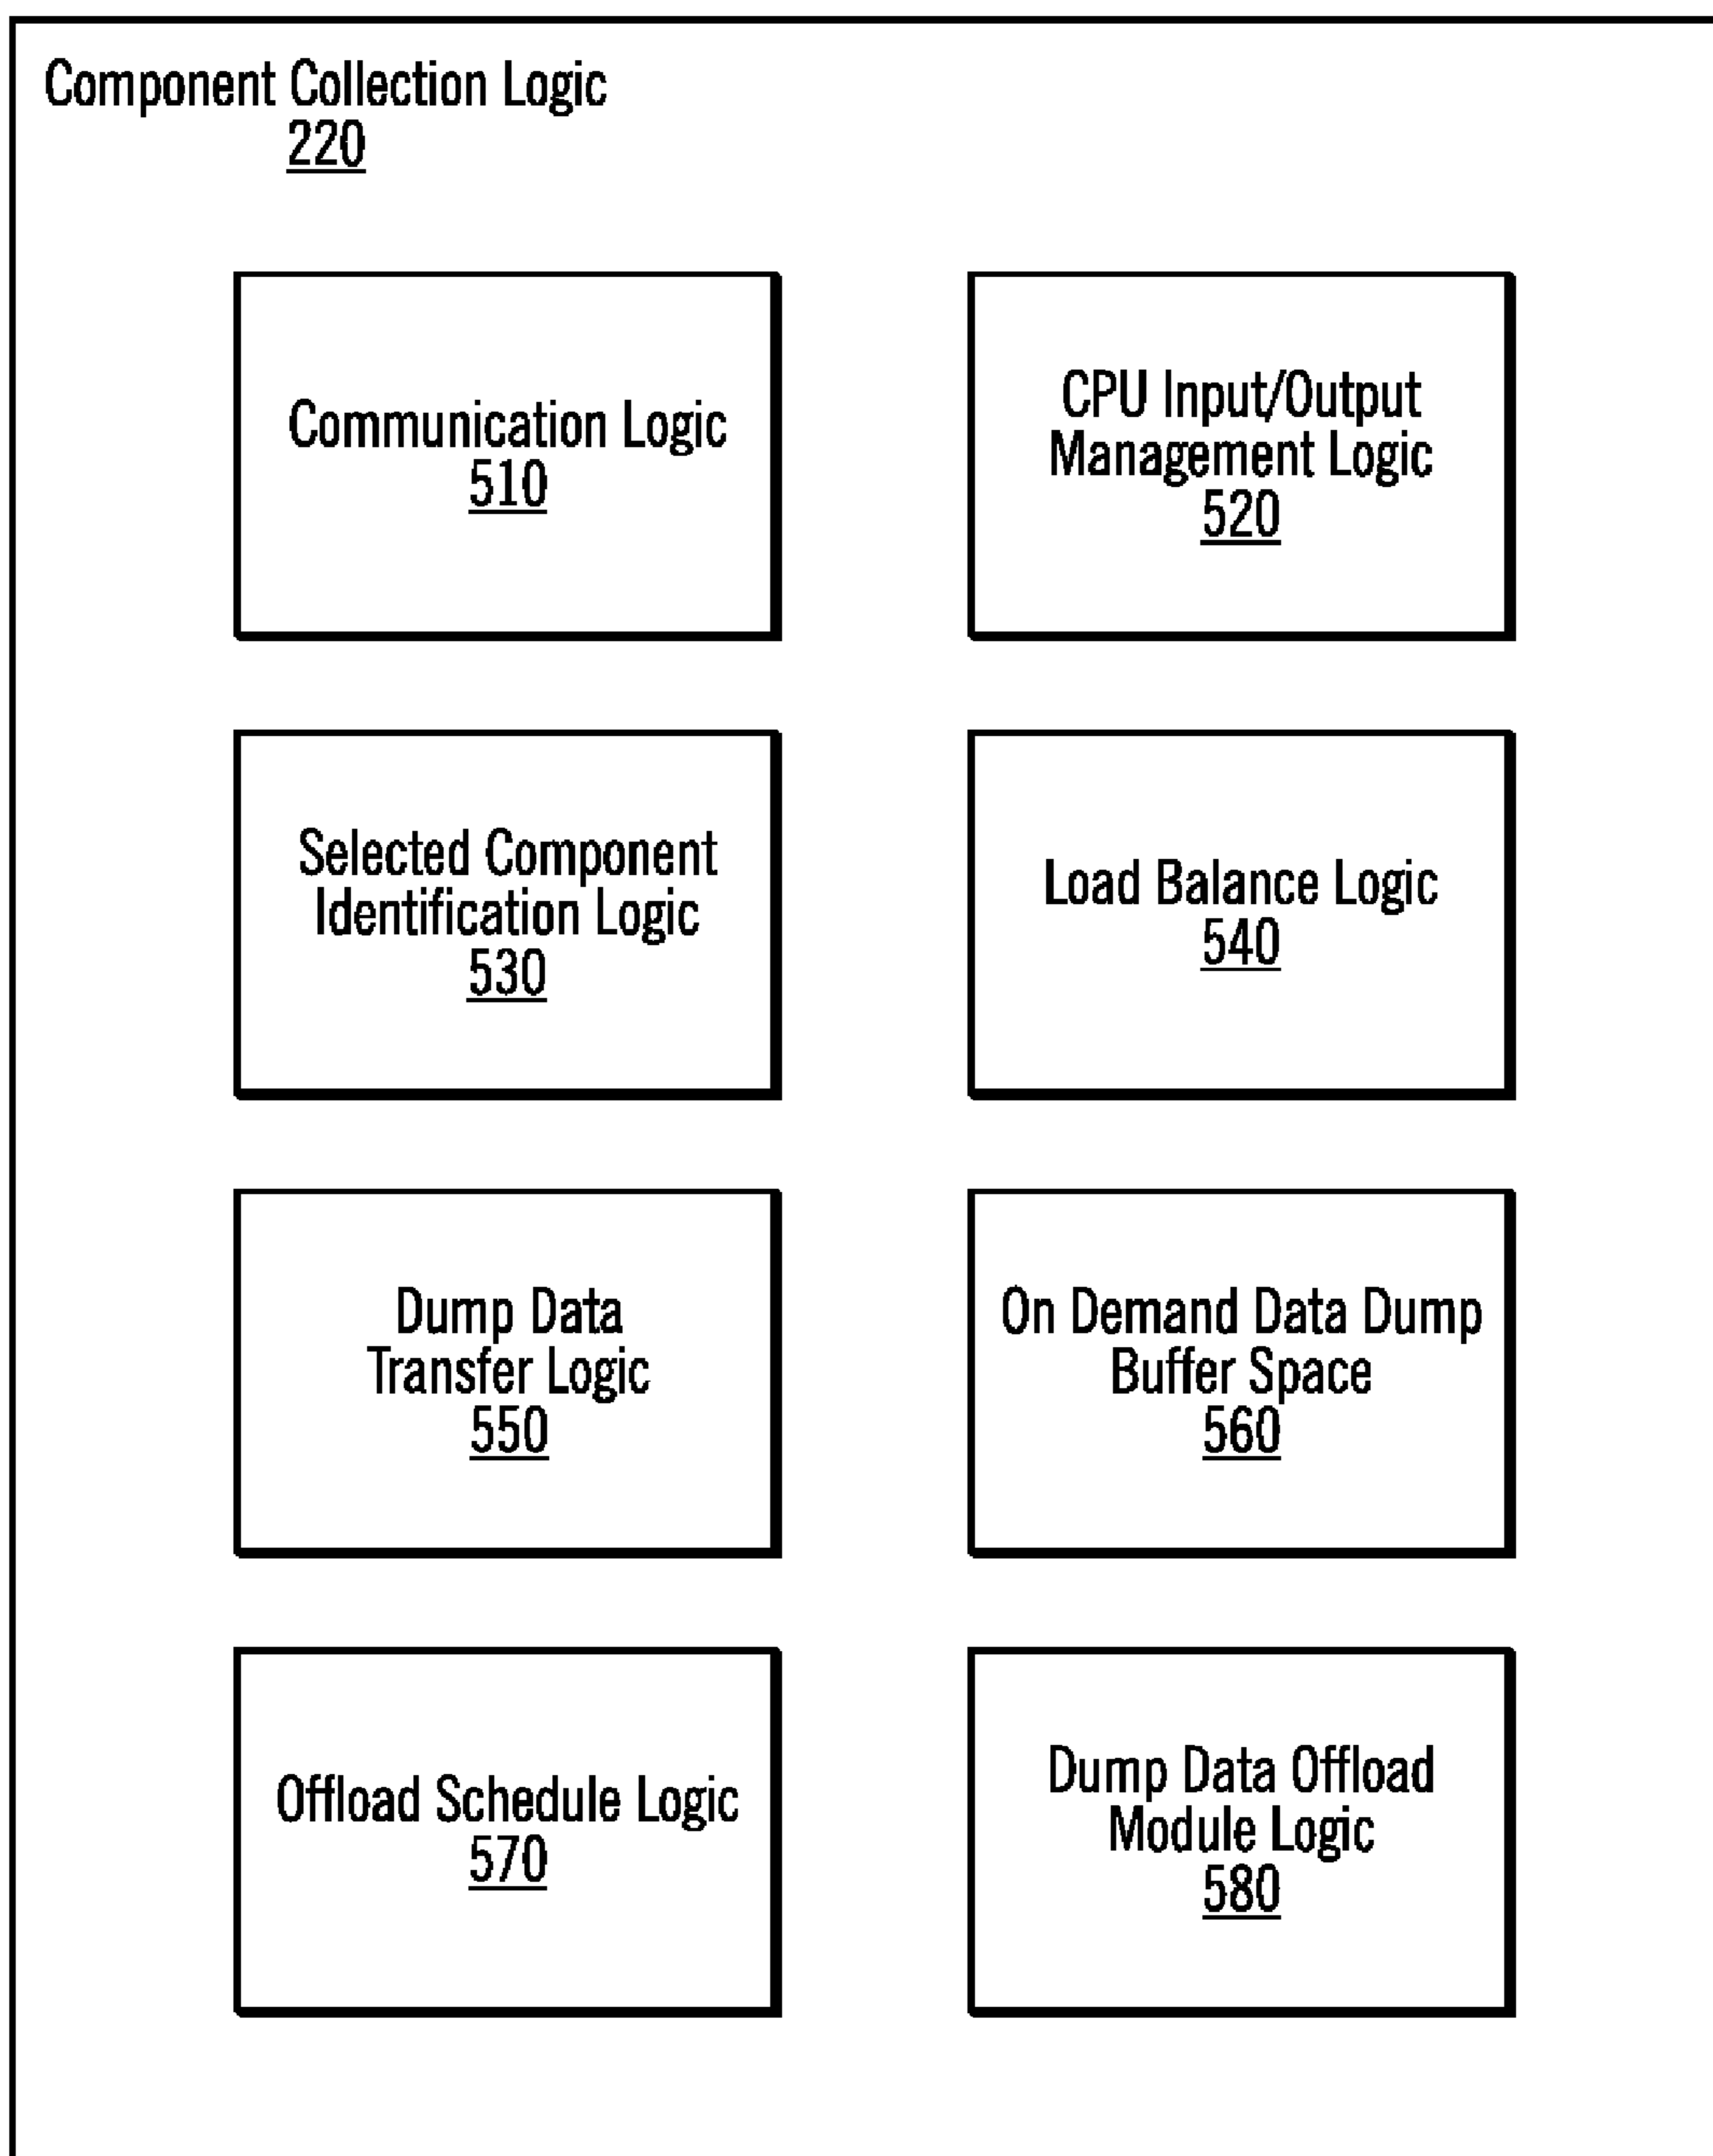 Component Collection Logic
220
Communication Logic
510
CPU Input/Output
Management Logic
520
Selected Component
Identification Logic
530
Load Balance Logic
540
Dump Data
Transfer Logic
550
On Demand Data Dump
Buffer Space
560
Offload Schedule Logic
570
Dump Data Offload
Module Logic
580